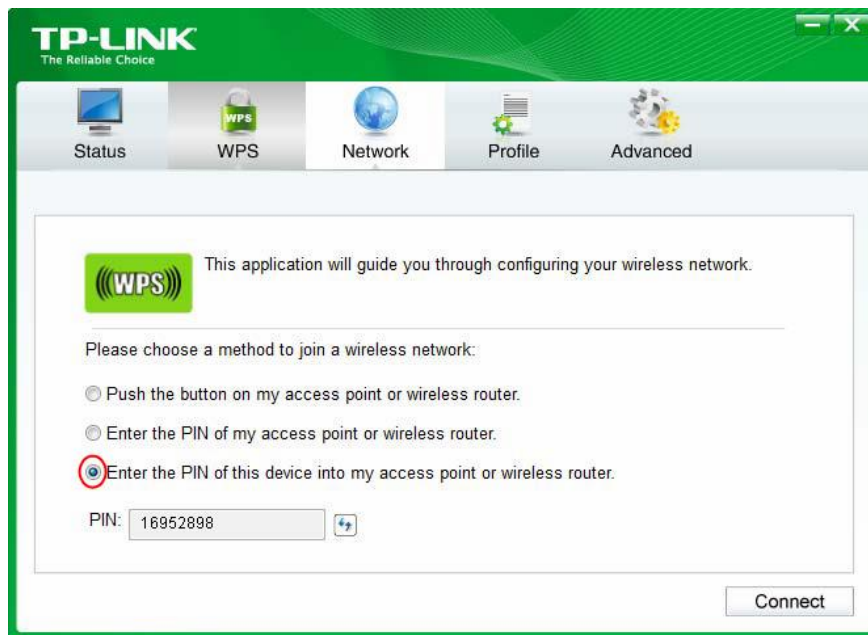 TP-LINK
The Reliable Choice
WPS
Status
WPS
Network
Profile
Advanced
((WPS))
This application will guide you through configuring your wireless network.
Please choose a method to join a wireless network:
Push the button on my access point or wireless router.
Enter the PIN of my access point or wireless router.
Enter the PIN of this device into my access point or wireless router.
PIN: 16952898
Connect